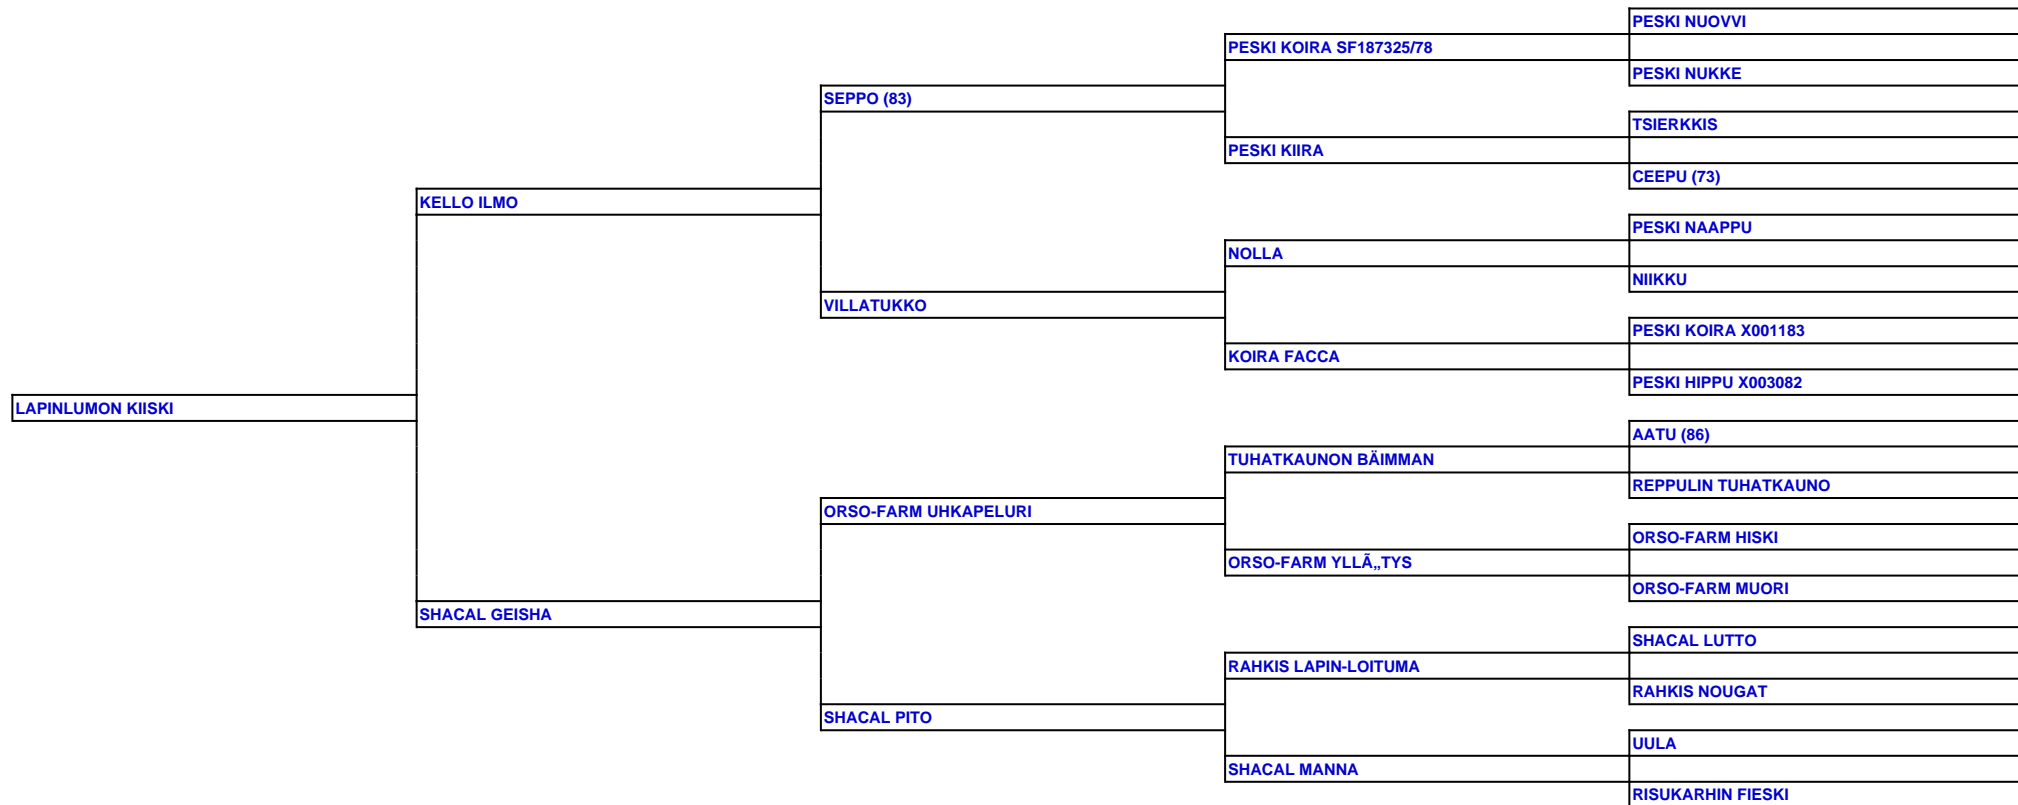 PESKI NUOVVI
PESKI KOIRA SF187325/78
PESKI NUKKE
SEPPO (83)
TSIERKKIS
PESKI KIIRA
CEEPU (73)
KELLO ILMO
PESKI NAAPPU
NOLLA
NIIKKU
VILLATUKKO
PESKI KOIRA X001183
KOIRA FACCA
PESKI HIPPU X003082
LAPINLUMON KIISKI
AATU (86)
TUHATKAUNON BÄIMMAN
REPPULIN TUHATKAUNO
ORSO-FARM UHKAPELURI
ORSO-FARM HISKI
ORSO-FARM YLLÃ„TYS
ORSO-FARM MUORI
SHACAL GEISHA
SHACAL LUTTO
RAHKIS LAPIN-LOITUMA
RAHKIS NOUGAT
SHACAL PITO
UULA
SHACAL MANNA
RISUKARHIN FIESKI